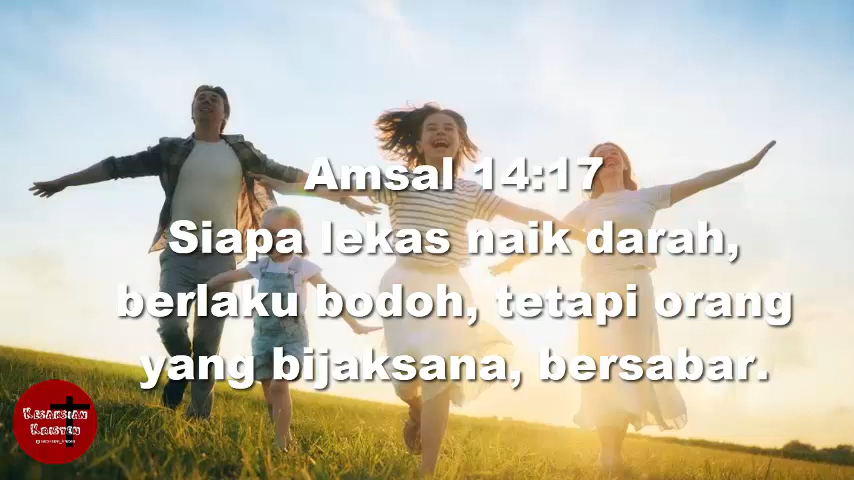 Amsal 14:17
Siapa lekas naik darah,
berlaku bodoh, tetapi orang
yang bijaksana, bersabar.
Kesaksian
Kristen